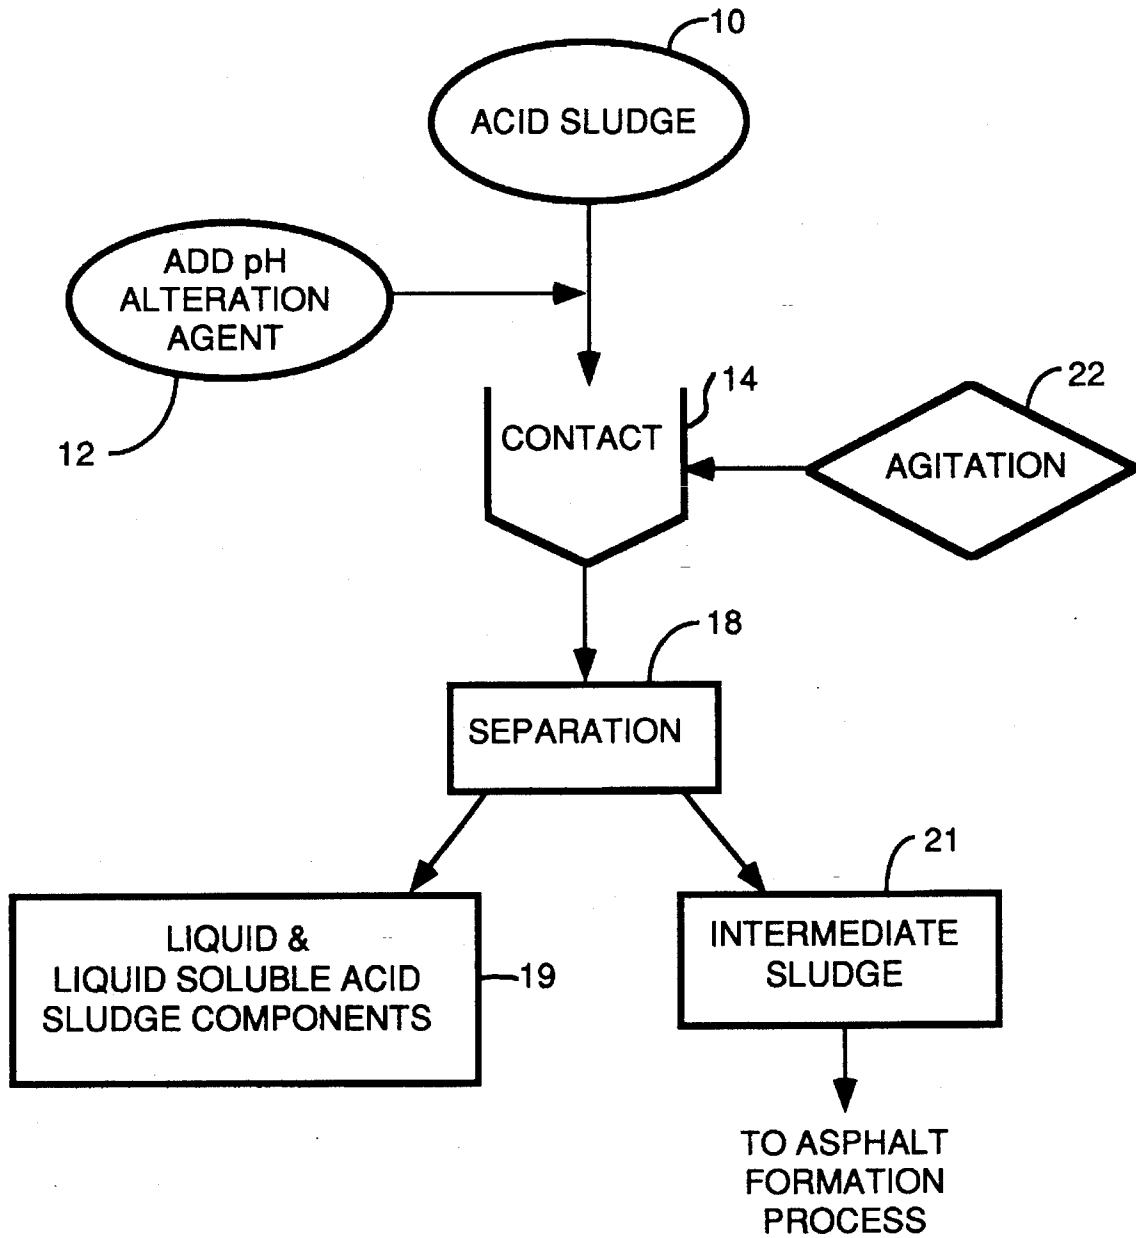 10
ACID SLUDGE
ADD pH
ALTERATION
AGENT
12
14
CONTACT
22
AGITATION
18
SEPARATION
21
LIQUID &
LIQUID SOLUBLE ACID
SLUDGE COMPONENTS
19
INTERMEDIATE
SLUDGE
TO ASPHALT
FORMATION
PROCESS